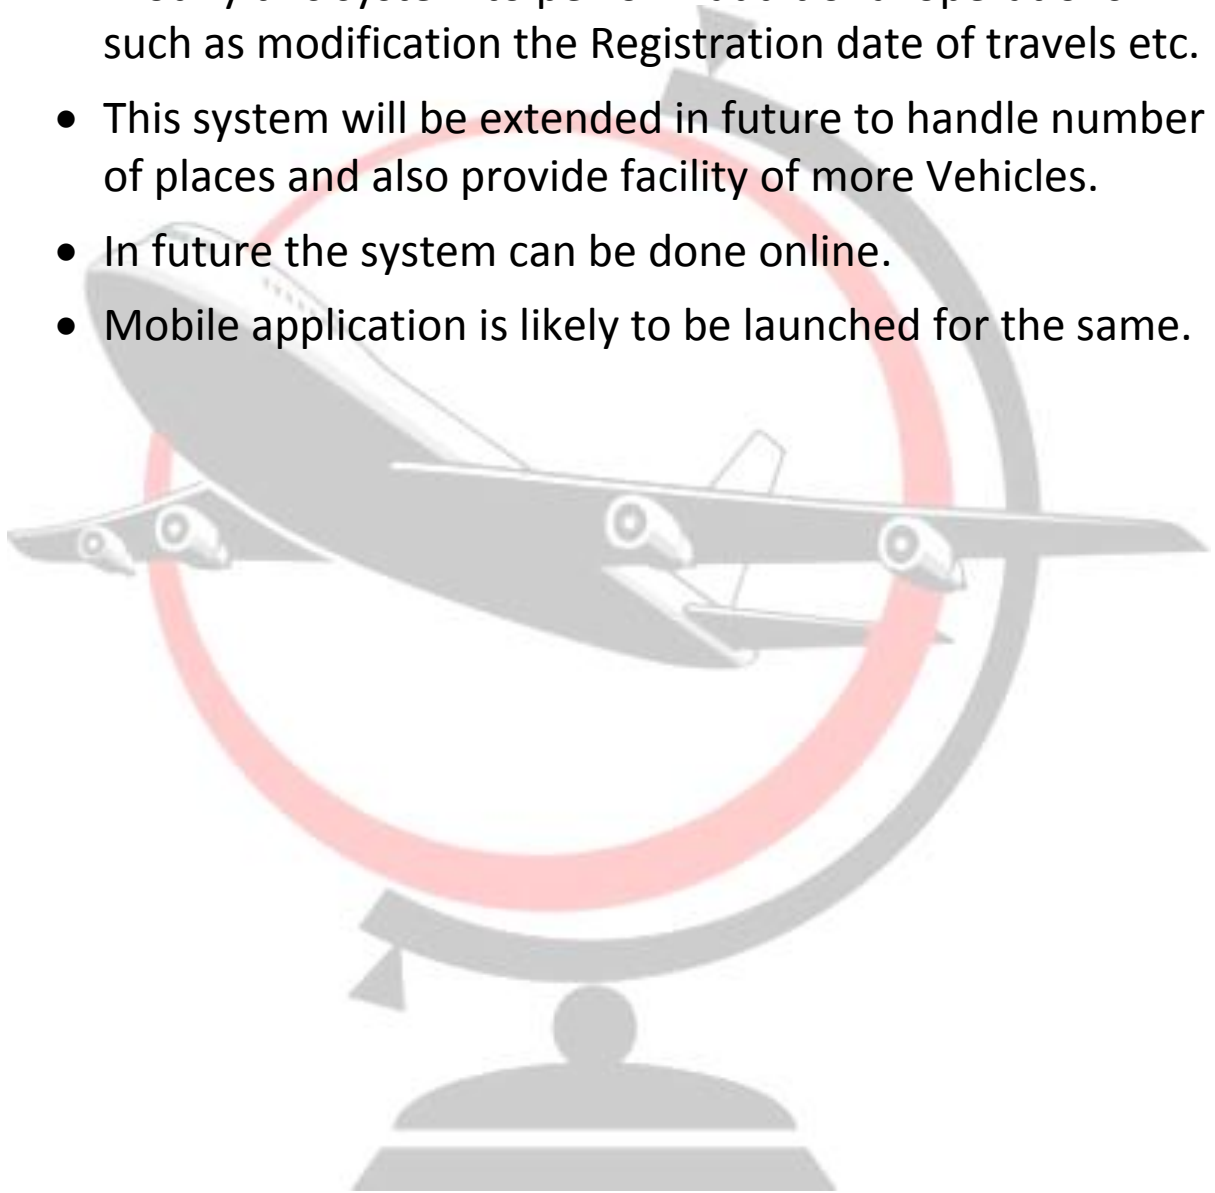 such as modification the Registration date of travels etc.
• This system will be extended in future to handle number
of places and also provide facility of more Vehicles.
• In future the system can be done online.
• Mobile application is likely to be launched for the same.